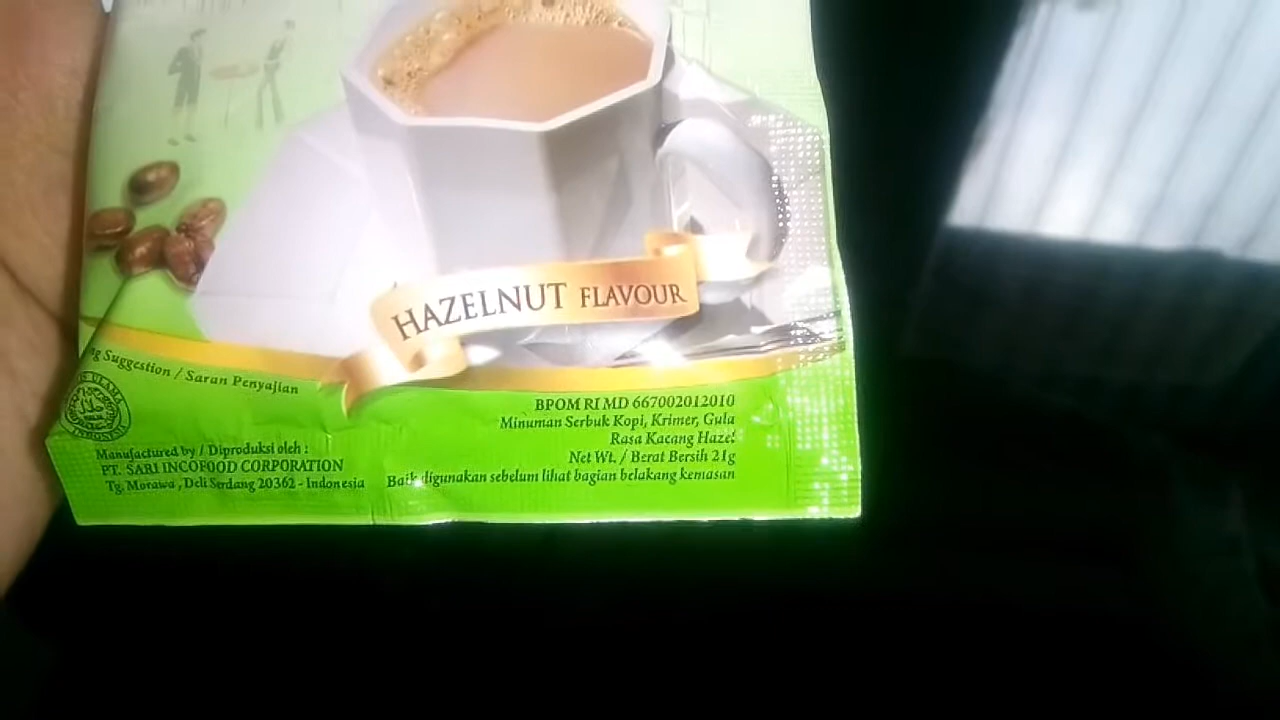 HAZELNUT FLAVOUR
Suggestion / Saran Penyajian
BPOM RI MD 667002012010
Minuman Serbuk Kopi, Krimer, Gula
Rasa Kacang Hazel
Net Wt. / Berat Bersih 21g
Baik digunakan sebelum lihat bagian belakang kemasan
Manufactured by / Diproduksi oleh :
PT. SARI INCOFOOD CORPORATION
Tg. Morawa , Deli Serdang 20362 - Indonesia